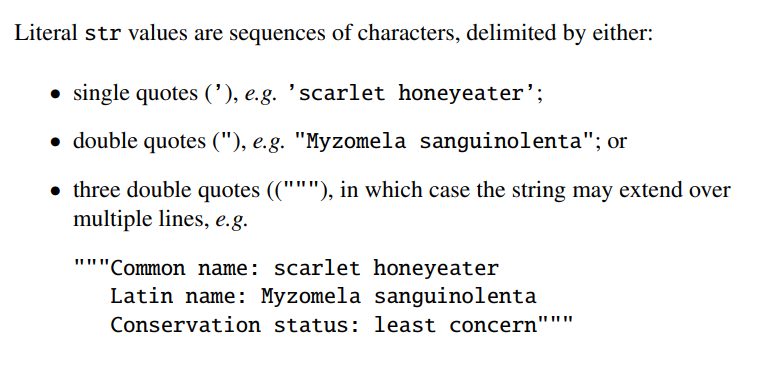 Literal str values are sequences of characters, delimited by either:
• single quotes (’), e.g. ’scarlet honeyeater’;
• double quotes ("), e.g. "Myzomela sanguinolenta"; or
• three double quotes (("""), in which case the string may extend over
multiple lines, e.g.
"""Common name: scarlet honeyeater
Latin name: Myzomela sanguinolenta
Conservation status: least concern"""